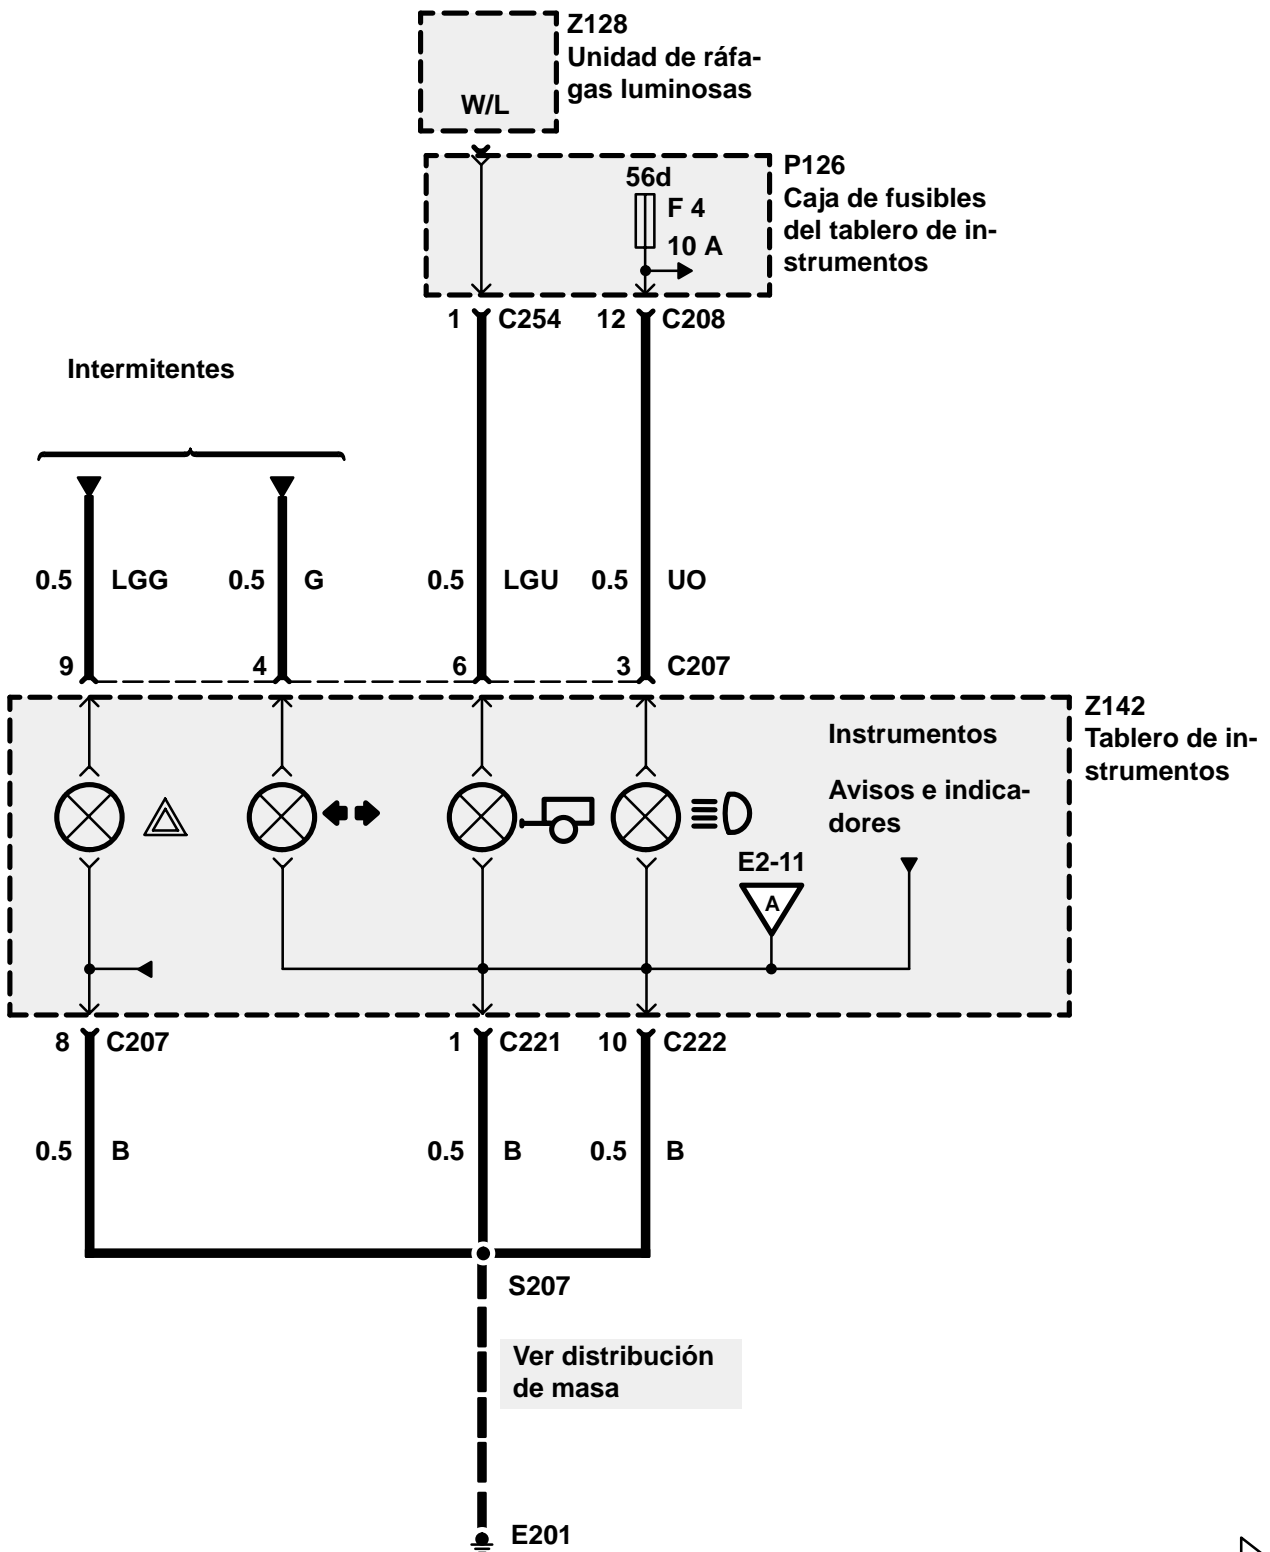 Z128
Unidad de ráfa-
gas luminosas
W/L
P126
Caja de fusibles
del tablero de in-
strumentos
56d
F 4
10 A
1 C254 12 C208
Intermitentes
0.5 LGG 0.5 G 0.5 LGU 0.5 UO
9 4 6 3 C207
Z142
Tablero de in-
strumentos
Instrumentos
Avisos e indica-
dores
E2-11
A
8 C207 1 C221 10 C222
0.5 B 0.5 B 0.5 B
S207
Ver distribución
de masa
E201